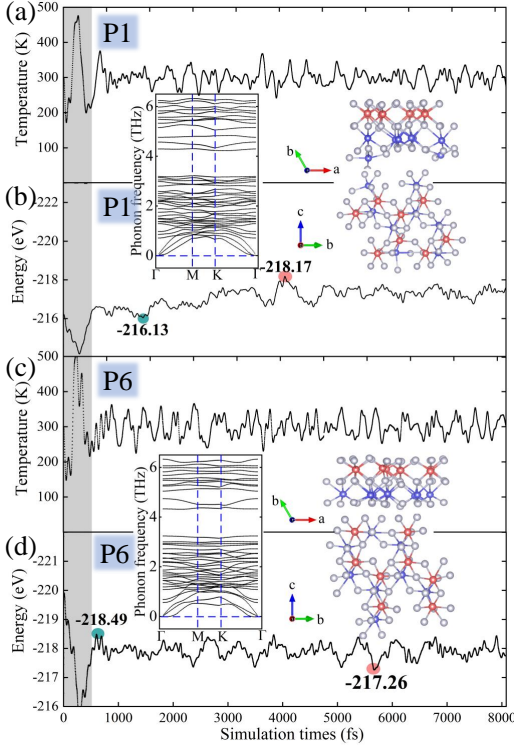 (a)
P1
Temperature (K)
500
400
300
200
100
Phonon frequency (THz)
6
4
2
0
Γ M K Γ
b
a
(b)
P1
Energy (eV)
-222
-220
-218
-216
-216.13
-218.17
c
b
(c)
P6
Temperature (K)
500
400
300
200
100
Phonon frequency (THz)
6
4
2
0
Γ M K Γ
b
a
(d)
P6
Energy (eV)
-221
-220
-219
-218
-217
-216
-218.49
-217.26
c
b
0 1000 2000 3000 4000 5000 6000 7000 8000
Simulation times (fs)